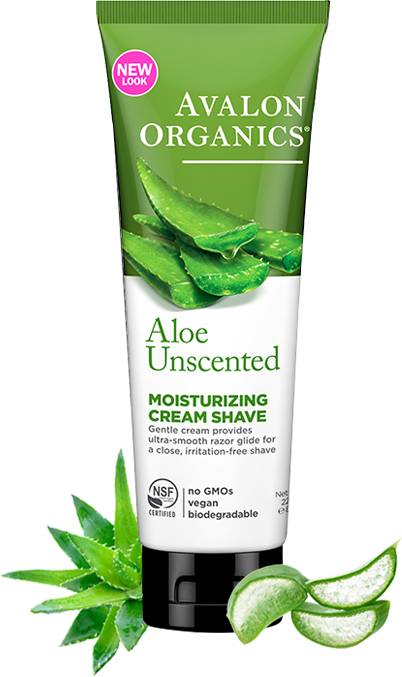 NEW
LOOK
AVALON
ORGANICS®
Aloe
Unscented
MOISTURIZING
CREAM SHAVE
Gentle cream provides
ultra-smooth razor glide for
a close, irritation-free shave
NSF
CERTIFIED
no GMOs
vegan
biodegradable